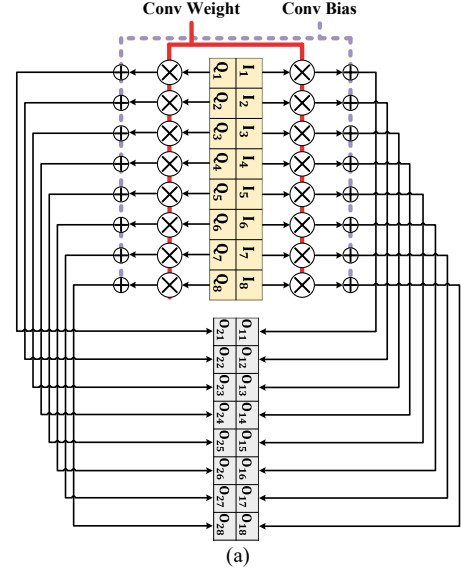 Conv Weight Conv Bias
Q1 I1
Q2 I2
Q3 I3
Q4 I4
Q5 I5
Q6 I6
Q7 I7
Q8 I8
O21 O11
O22 O12
O23 O13
O24 O14
O25 O15
O26 O16
O27 O17
O28 O18
(a)